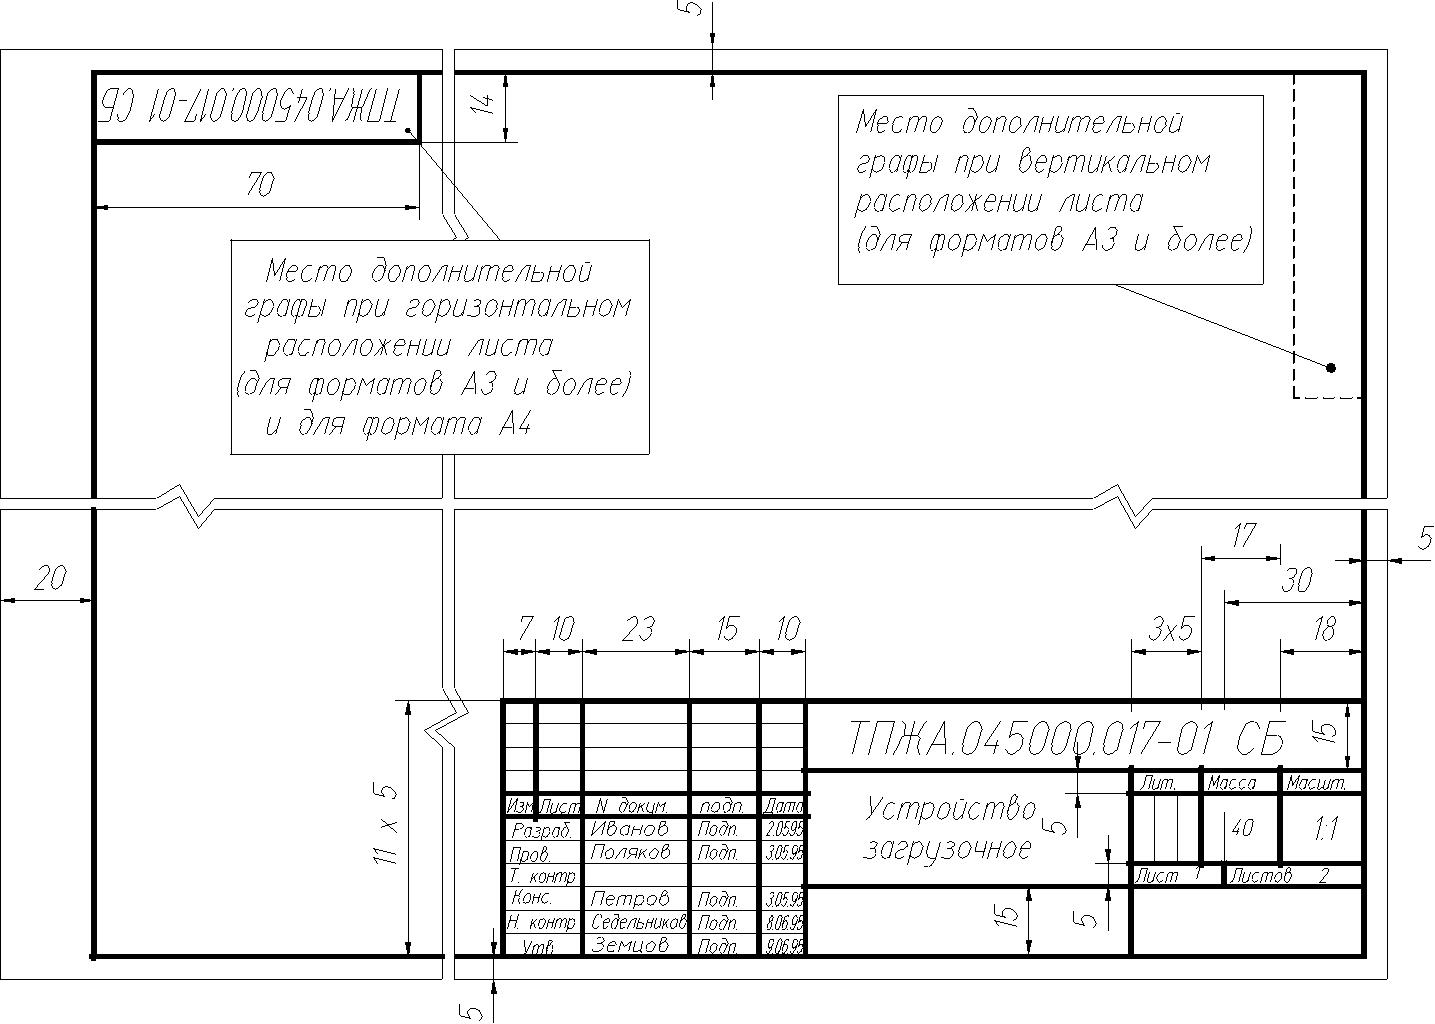 5
ТПЖА.045000.017-01 СБ
14
70
Место дополнительной
графы при вертикальном
расположении листа
(для форматов А3 и более)
Место дополнительной
графы при горизонтальном
расположении листа
(для форматов А3 и более)
и для формата А4
17
5
20
30
7 10 23 15 10
3х5
18
ТПЖА.045000.017-01 СБ
15
11 х 5
Лит. Масса Масшт.
Изм Лист N докум подп. Дата
Устройство
загрузочное
5
40
1:1
Разраб. Иванов Подп. 2.05.95
Пров. Поляков Подп. 3.05.95
Т. контр
Лист 1 Листов 2
Конс. Петров Подп. 3.05.95
Н. контр Седельников Подп. 8.06.95
Утв Земцов Подп. 9.06.95
15
5
5